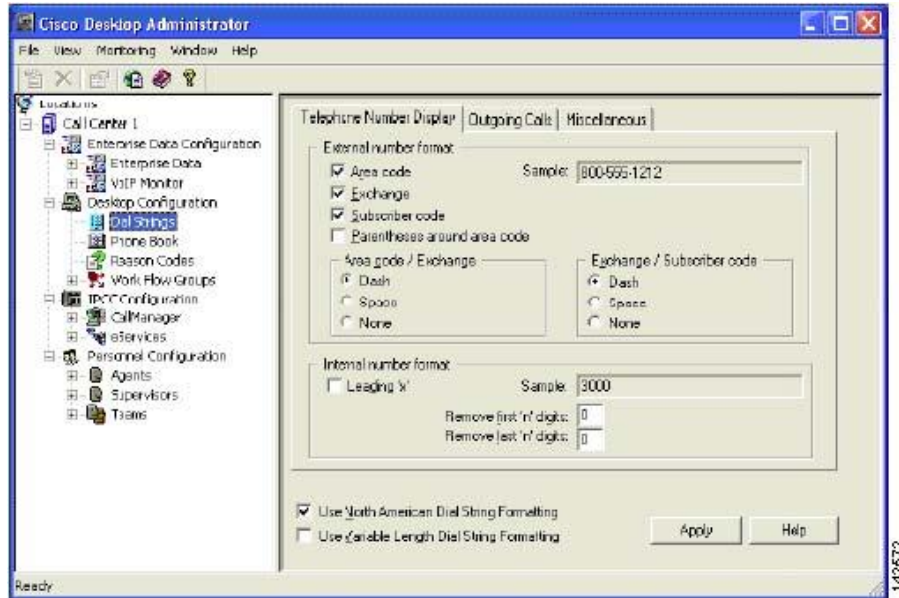 Cisco Desktop Administrator
File View Monitoring Window Help
Locations
Call Center 1
Enterprise Data Configuration
Enterprise Data
VoIP Monitor
Desktop Configuration
Dial Strings
Phone Book
Reason Codes
Work Flow Groups
IPCC Configuration
CallManager
eServices
Personnel Configuration
Agents
Supervisors
Teams
Telephone Number Display Outgoing Calls Miscellaneous
External number format
Area code Sample: 800-555-1212
Exchange
Subscriber code
Parentheses around area code
Area code / Exchange
Dash
Space
None
Exchange / Subscriber code
Dash
Space
None
Internal number format
Leading 'x' Sample: 3000
Remove first 'n' digits: 0
Remove last 'n' digits: 0
Use North American Dial String Formatting
Use Variable Length Dial String Formatting
Apply Help
Ready
142572